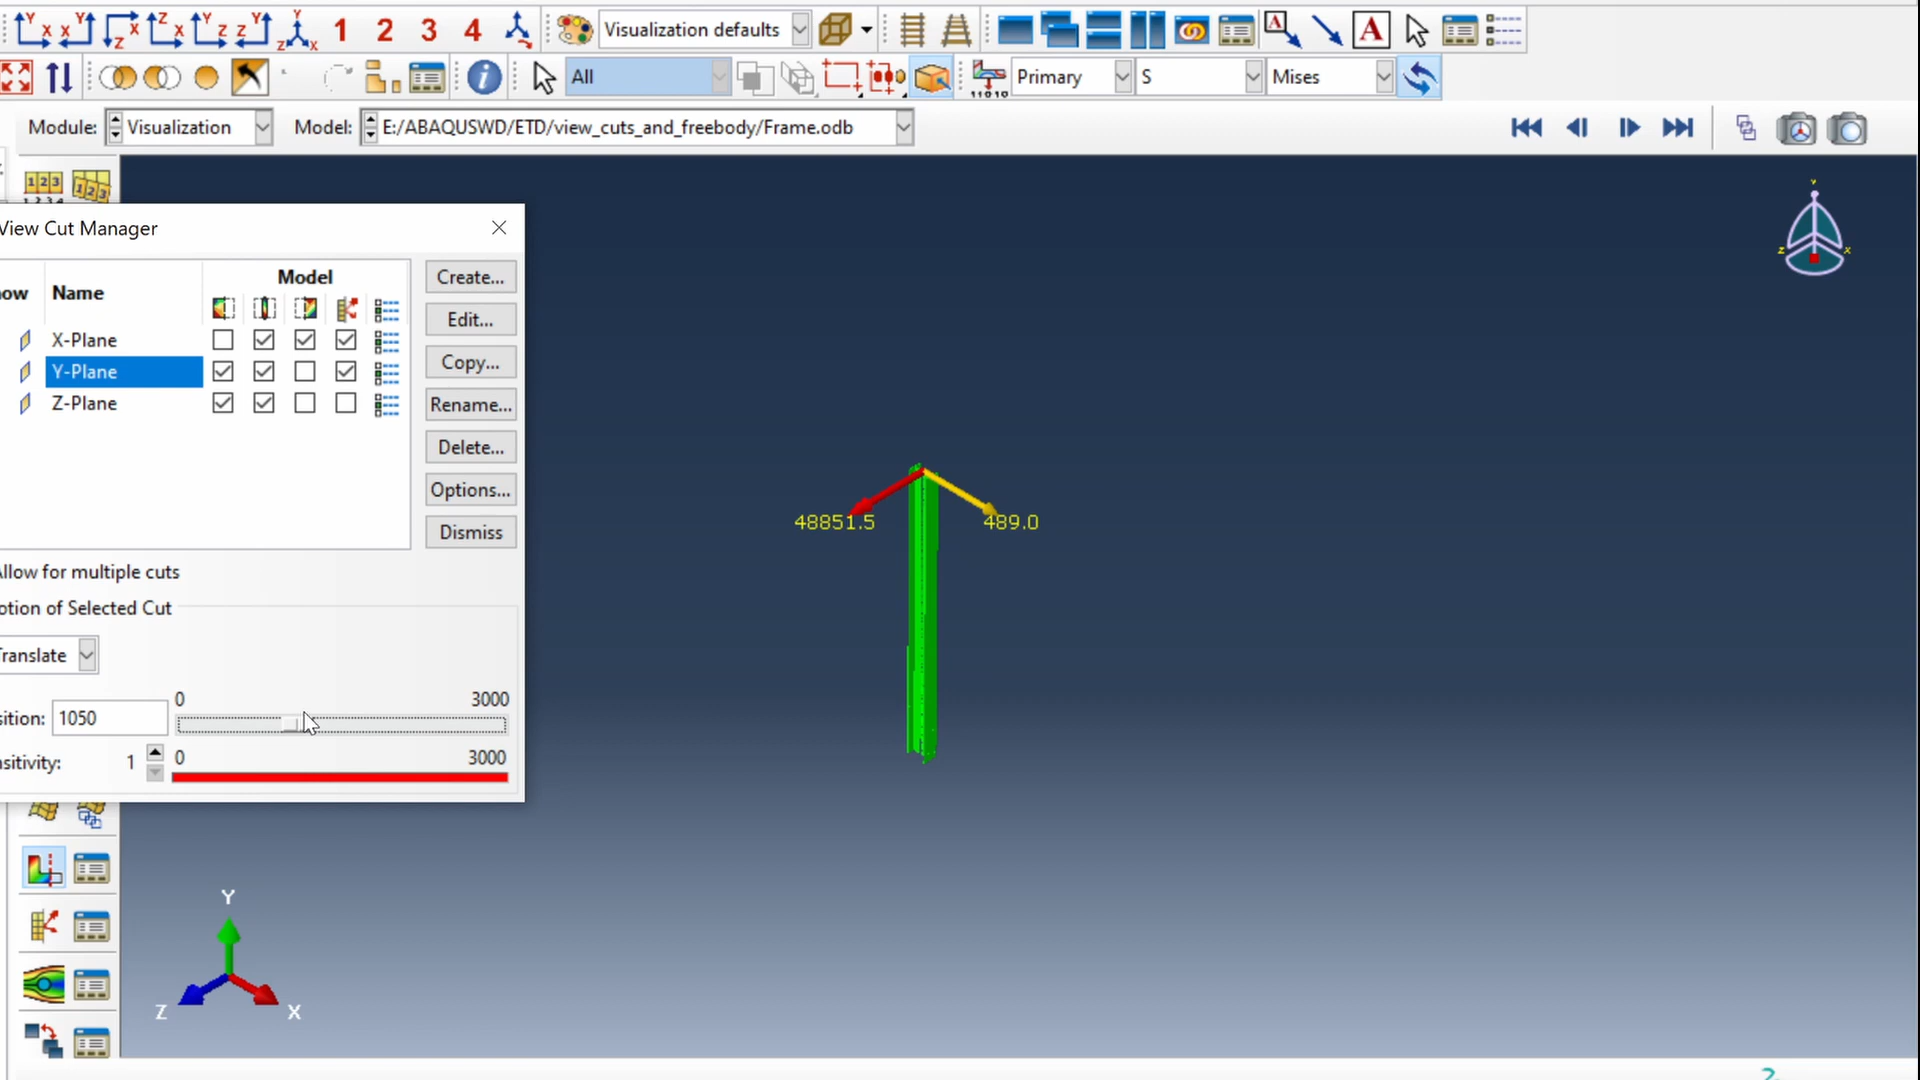 1 2 3 4 Visualization defaults A A
All Primary S Mises
Module: Visualization Model: E:/ABAQUSWD/ETD/view_cuts_and_freebody/Frame.odb
View Cut Manager
Model
ow Name
X-Plane
Y-Plane
Z-Plane
Create...
Edit...
Copy...
Rename...
Delete...
Options...
Dismiss
llow for multiple cuts
otion of Selected Cut
ranslate
0 3000
sition: 1050
sitivity: 1 0 3000
48851.5 489.0
Y
Z X